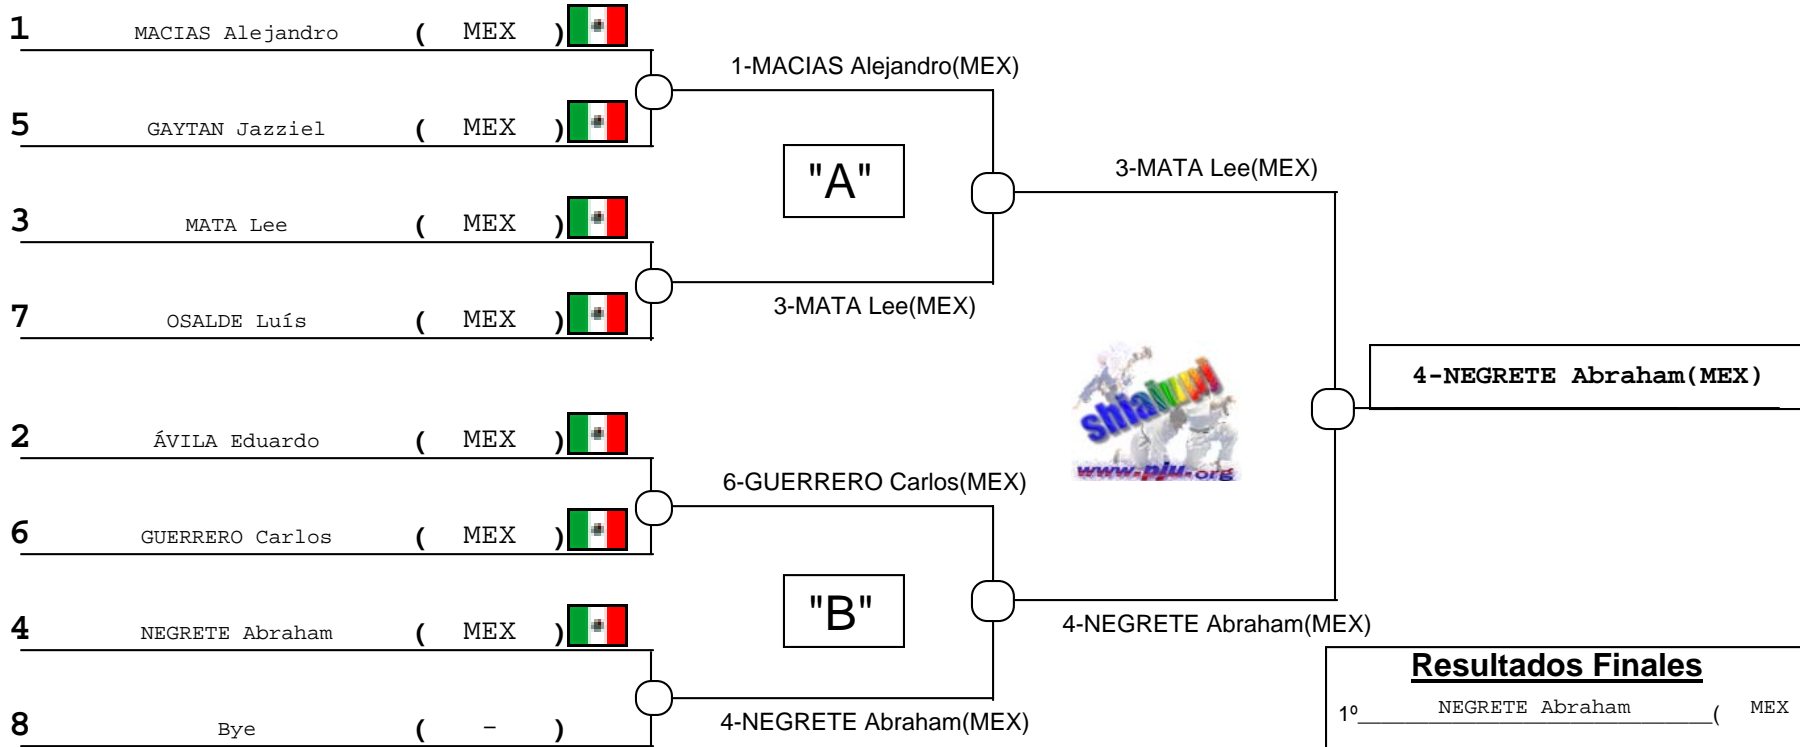 1 MACIAS Alejandro ( MEX )
1-MACIAS Alejandro(MEX)
5 GAYTAN Jazziel ( MEX )
"A"
3-MATA Lee(MEX)
3 MATA Lee ( MEX )
3-MATA Lee(MEX)
7 OSALDE Luís ( MEX )
shiai
www.pju.org
4-NEGRETE Abraham(MEX)
2 ÁVILA Eduardo ( MEX )
6-GUERRERO Carlos(MEX)
6 GUERRERO Carlos ( MEX )
"B"
4 NEGRETE Abraham ( MEX )
4-NEGRETE Abraham(MEX)
4-NEGRETE Abraham(MEX)
8 Bye ( - )
Resultados Finales
1º NEGRETE Abraham ( MEX